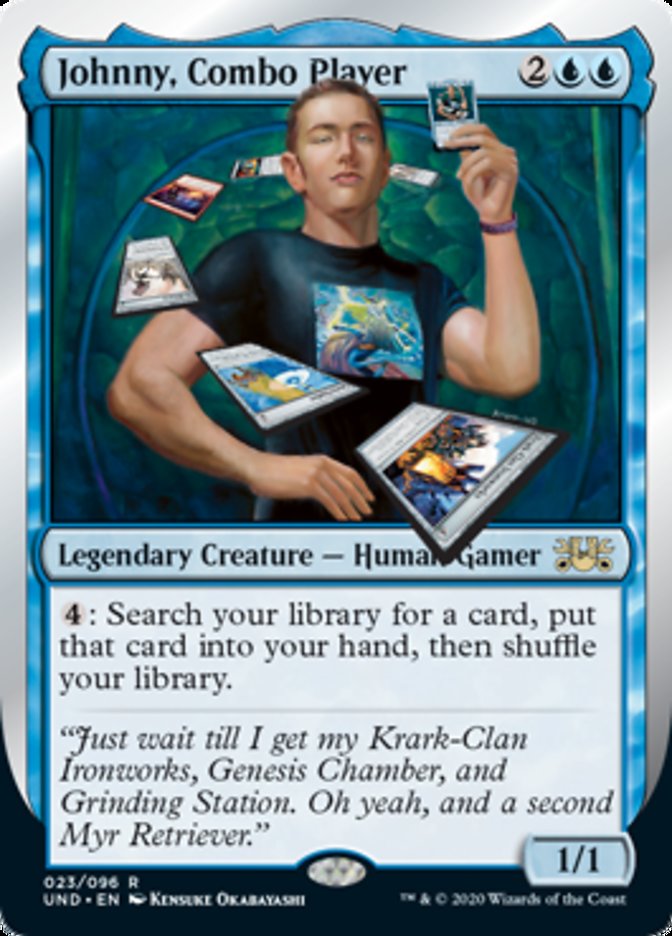 Johnny, Combo Player 2
Legendary Creature — Human Gamer
4: Search your library for a card, put
that card into your hand, then shuffle
your library.
“Just wait till I get my Krark-Clan
Ironworks, Genesis Chamber, and
Grinding Station. Oh yeah, and a second
Myr Retriever.”
1/1
023/096 R
UND • EN Kensuke Okabayashi
™ & © 2020 Wizards of the Coast